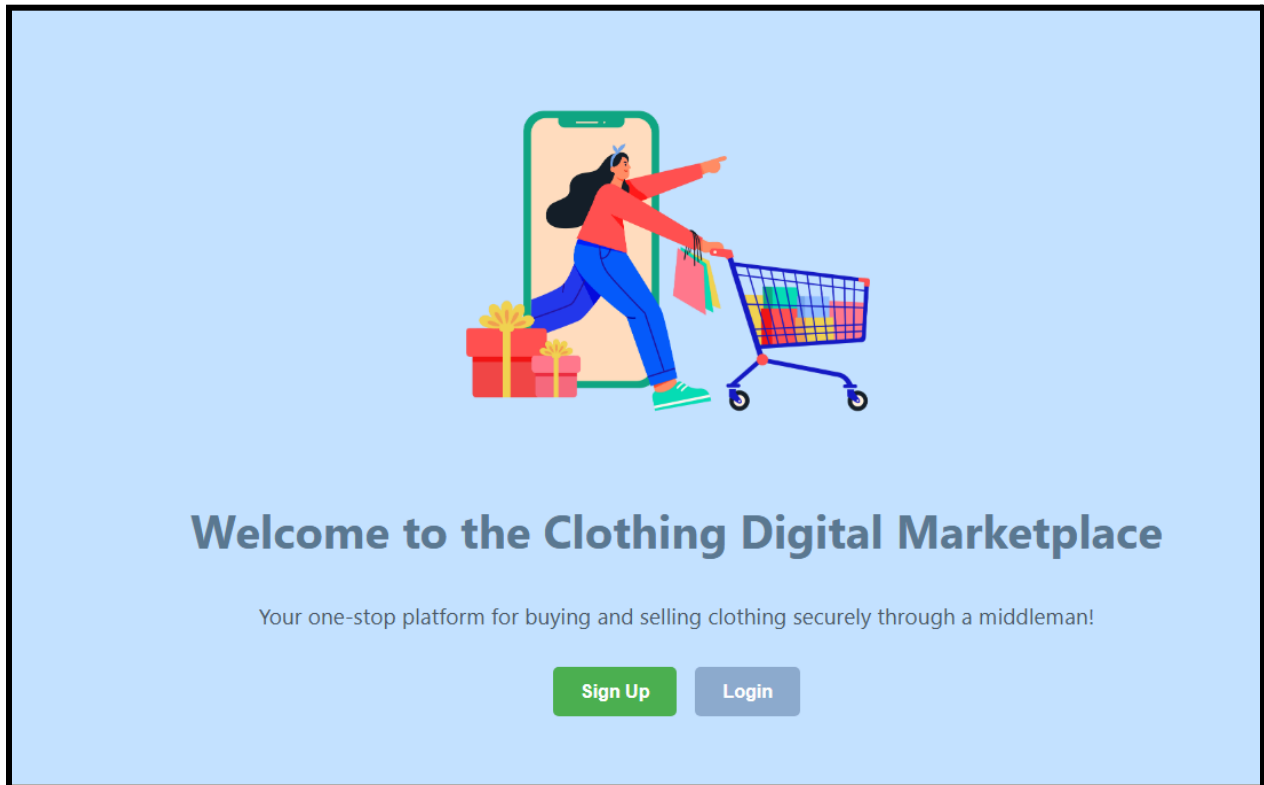 Welcome to the Clothing Digital Marketplace
Your one-stop platform for buying and selling clothing securely through a middleman!
Sign Up
Login